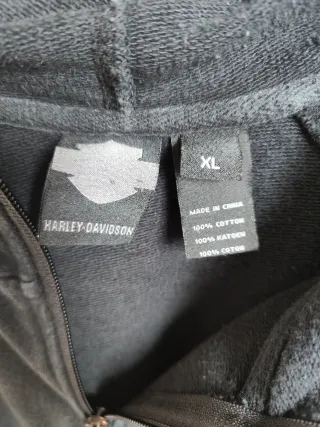 HARLEY-DAVIDSON
XL
MADE IN CHINA
100% COTTON
100% KATOEN
100% COTON